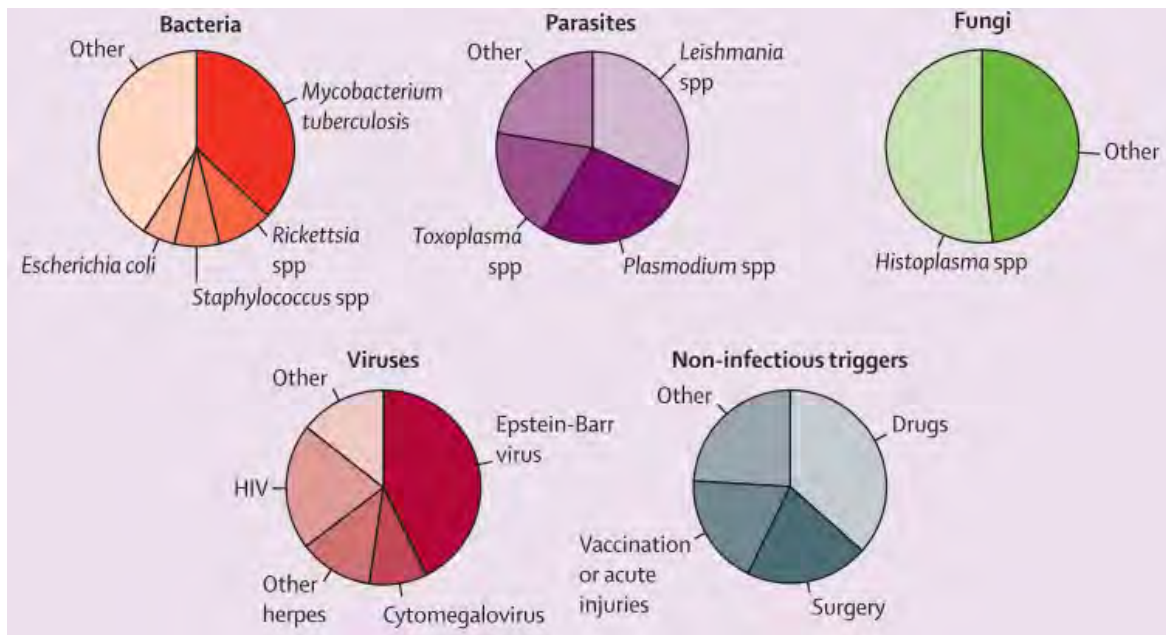 Bacteria
Other
Mycobacterium
tuberculosis
Rickettsia
spp
Staphylococcus spp
Escherichia coli
Parasites
Other
Leishmania
spp
Plasmodium spp
Toxoplasma
spp
Fungi
Other
Histoplasma spp
Viruses
Other
Epstein-Barr
virus
Cytomegalovirus
Other
herpes
HIV
Non-infectious triggers
Other
Drugs
Surgery
Vaccination
or acute
injuries